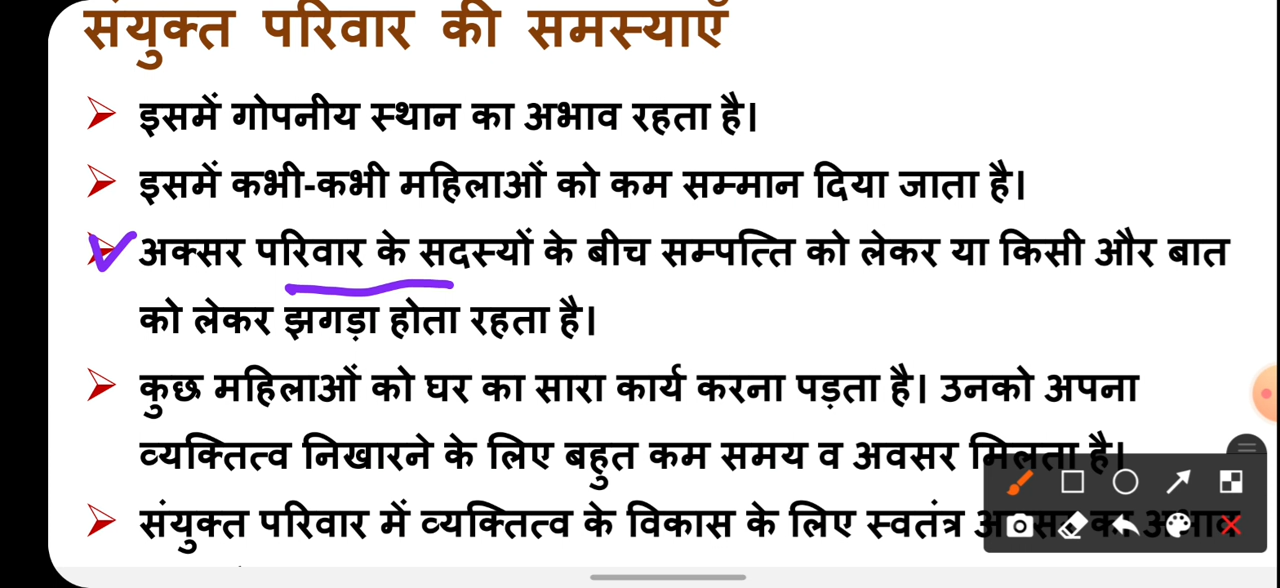 संयुक्त परिवार की समस्याएँ
इसमें गोपनीय स्थान का अभाव रहता है।
इसमें कभी-कभी महिलाओं को कम सम्मान दिया जाता है।
अक्सर परिवार के सदस्यों के बीच सम्पत्ति को लेकर या किसी और बात
को लेकर झगड़ा होता रहता है।
कुछ महिलाओं को घर का सारा कार्य करना पड़ता है। उनको अपना
व्यक्तित्व निखारने के लिए बहुत कम समय व अवसर मिलता है।
संयुक्त परिवार में व्यक्तित्व के विकास के लिए स्वतंत्र अवसर का अभाव